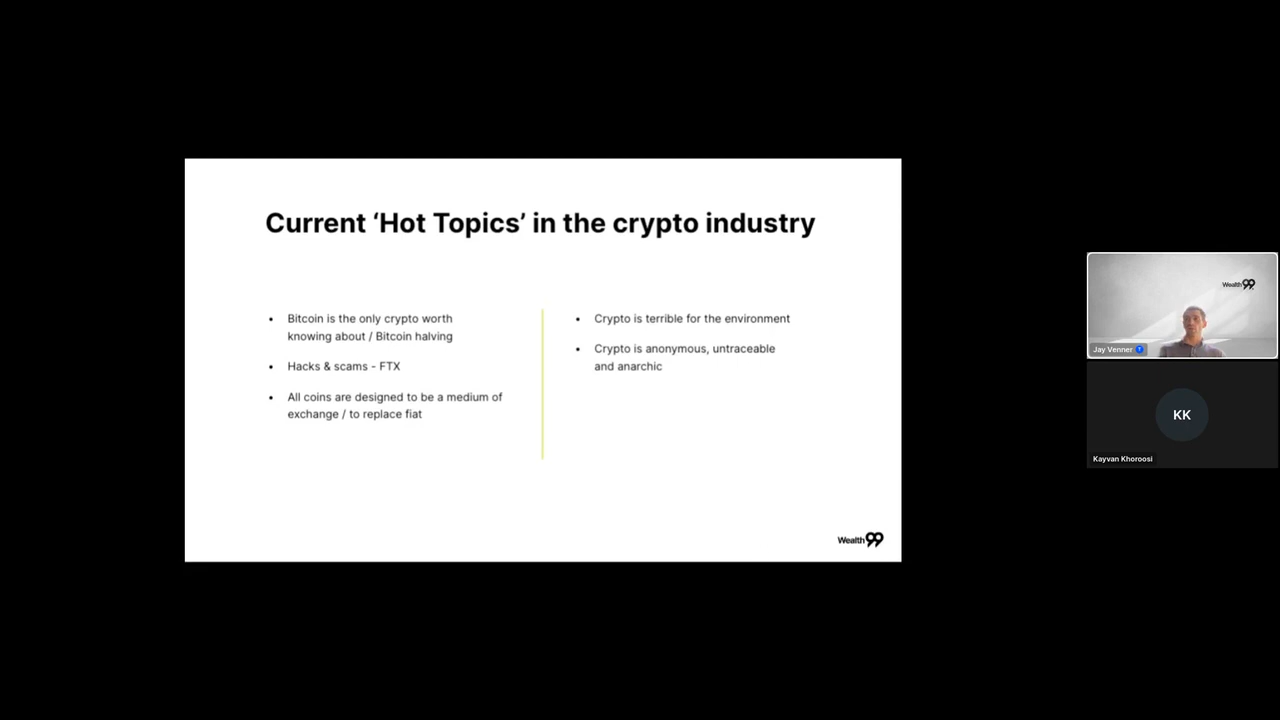 Current ‘Hot Topics’ in the crypto industry
• Bitcoin is the only crypto worth
knowing about / Bitcoin halving
• Hacks & scams - FTX
• All coins are designed to be a medium of
exchange / to replace fiat
• Crypto is terrible for the environment
• Crypto is anonymous, untraceable
and anarchic
Wealth99
Wealth99
Jay Venner
KK
Kayvan Khoroosi